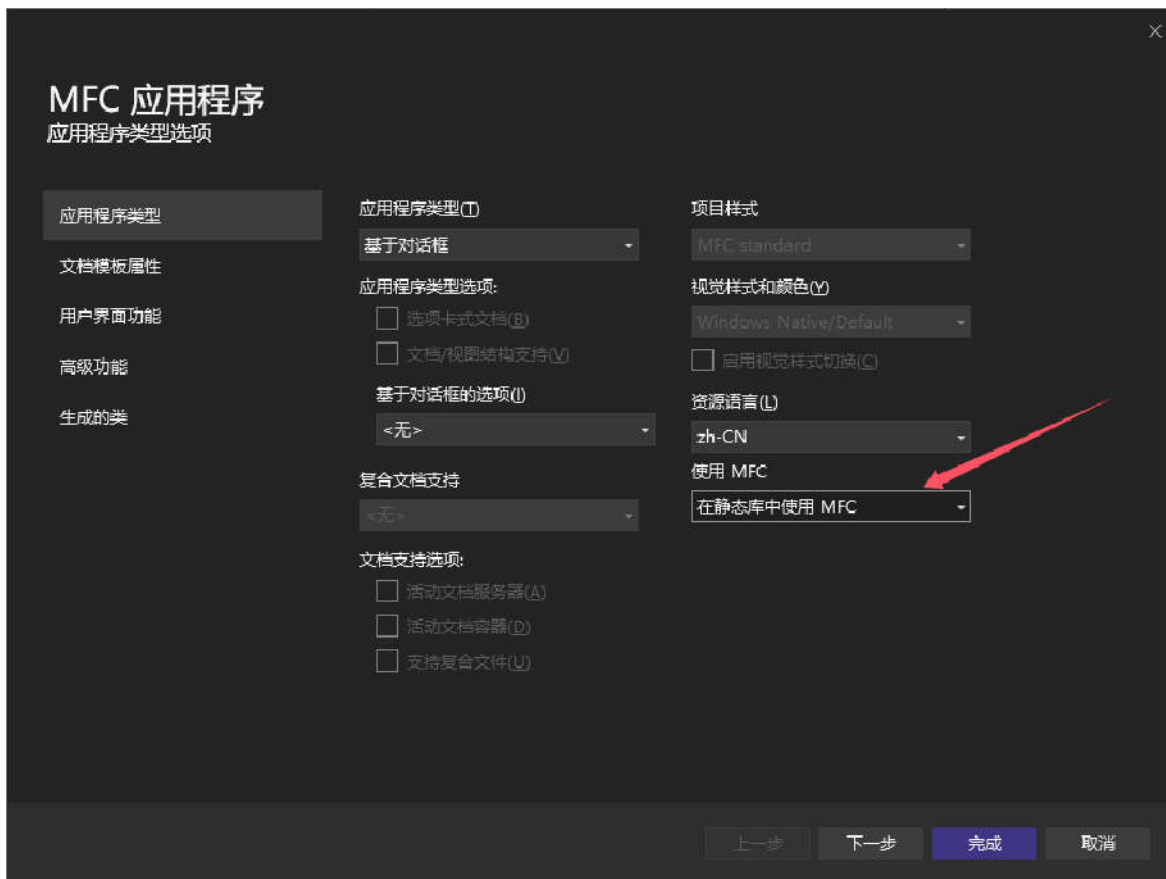 MFC 应用程序
应用程序类型选项
应用程序类型
文档模板属性
用户界面功能
高级功能
生成的类
应用程序类型(T)
基于对话框
应用程序类型选项:
选项卡式文档(B)
文档/视图结构支持(V)
基于对话框的选项(I)
<无>
复合文档支持
<无>
文档支持选项:
活动文档服务器(A)
活动文档容器(D)
支持复合文件(U)
项目样式
MFC standard
视觉样式和颜色(Y)
Windows Native/Default
启用视觉样式切换(C)
资源语言(L)
zh-CN
使用 MFC
在静态库中使用 MFC
上一步
下一步
完成
取消